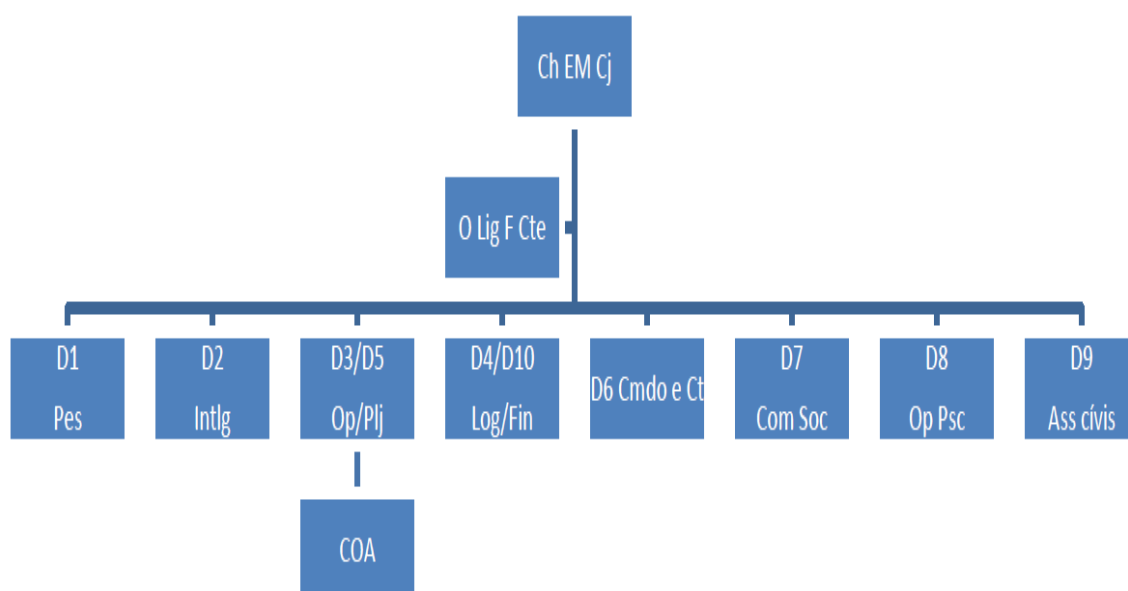 Ch EM Cj
O Lig F Cte
D1
Pes
D2
Intlg
D3/D5
Op/Plj
D4/D10
Log/Fin
D6 Cmdo e Ct
D7
Com Soc
D8
Op Psc
D9
Ass cívis
COA